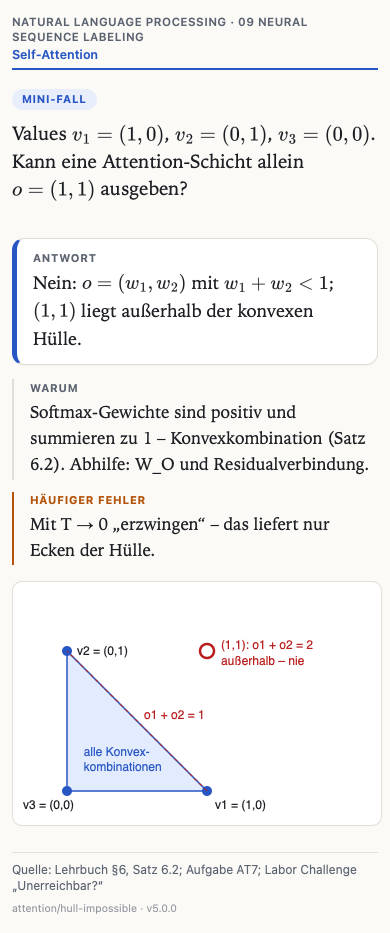 NATURAL LANGUAGE PROCESSING · 09 NEURAL
SEQUENCE LABELING
Self-Attention
MINI-FALL
Values v₁ = (1, 0), v₂ = (0, 1), v₃ = (0, 0).
Kann eine Attention-Schicht allein
o = (1, 1) ausgeben?
ANTWORT
Nein: o = (w₁, w₂) mit w₁ + w₂ < 1;
(1, 1) liegt außerhalb der konvexen
Hülle.
WARUM
Softmax-Gewichte sind positiv und
summieren zu 1 – Konvexkombination (Satz
6.2). Abhilfe: W_O und Residualverbindung.
HÄUFIGER FEHLER
Mit T → 0 „erzwingen“ – das liefert nur
Ecken der Hülle.
v2 = (0,1)
(1,1): o1 + o2 = 2
außerhalb – nie
o1 + o2 = 1
alle Konvex-
kombinationen
v3 = (0,0)
v1 = (1,0)
Quelle: Lehrbuch §6, Satz 6.2; Aufgabe AT7; Labor Challenge
„Unerreichbar?“
attention/hull-impossible · v5.0.0